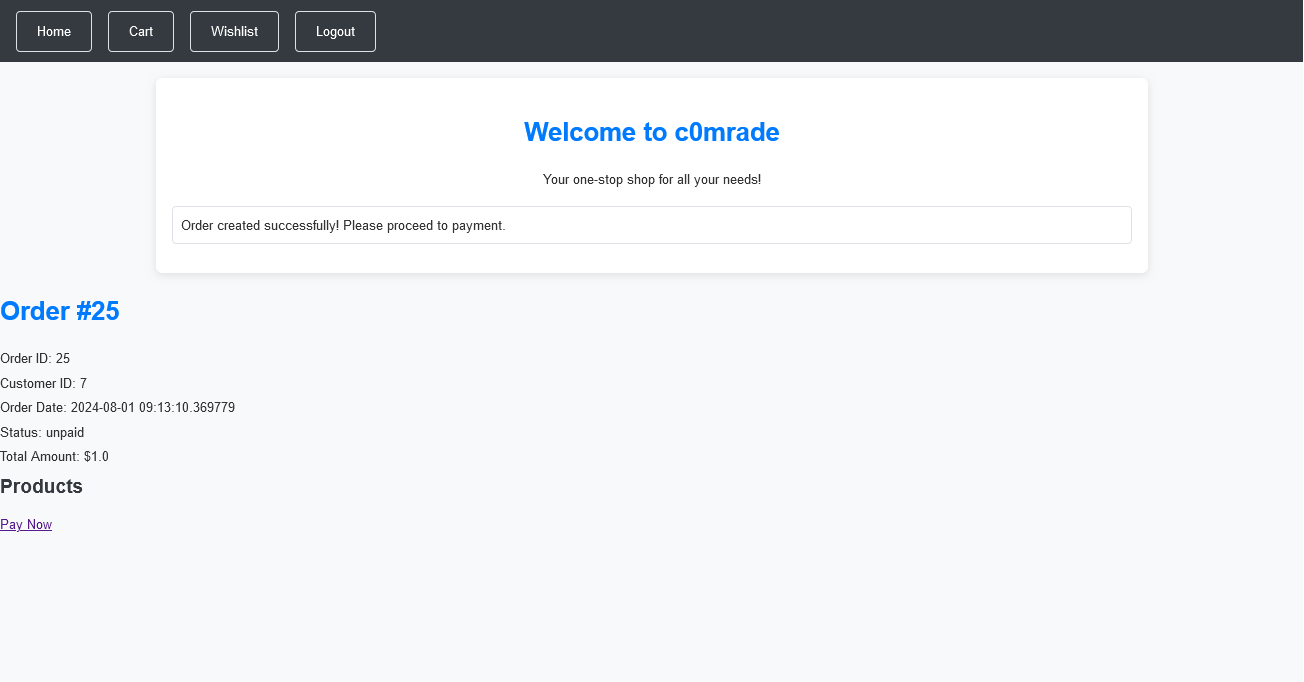 Home Cart Wishlist Logout
Welcome to c0mrade
Your one-stop shop for all your needs!
Order created successfully! Please proceed to payment.
Order #25
Order ID: 25
Customer ID: 7
Order Date: 2024-08-01 09:13:10.369779
Status: unpaid
Total Amount: $1.0
Products
Pay Now